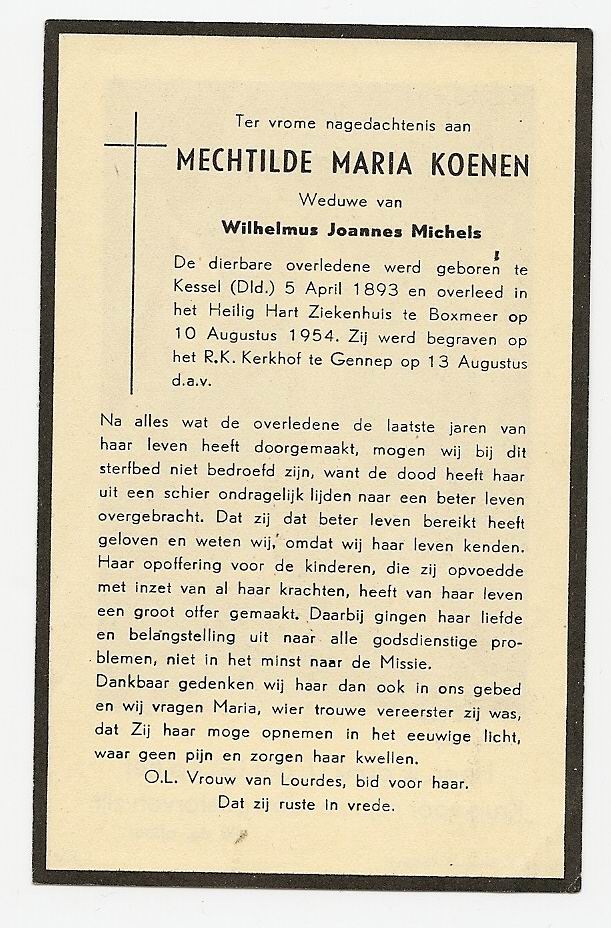 Ter vrome nagedachtenis aan
MECHTILDE MARIA KOENEN
Weduwe van
Wilhelmus Joannes Michels
De dierbare overledene werd geboren te
Kessel (Dld.) 5 April 1893 en overleed in
het Heilig Hart Ziekenhuis te Boxmeer op
10 Augustus 1954. Zij werd begraven op
het R.K. Kerkhof te Gennep op 13 Augustus
d.a.v.
Na alles wat de overledene de laatste jaren van
haar leven heeft doorgemaakt, mogen wij bij dit
sterfbed niet bedroefd zijn, want de dood heeft haar
uit een schier ondragelijk lijden naar een beter leven
overgebracht. Dat zij dat beter leven bereikt heeft
geloven en weten wij, omdat wij haar leven kenden.
Haar opoffering voor de kinderen, die zij opvoedde
met inzet van al haar krachten, heeft van haar leven
een groot offer gemaakt. Daarbij gingen haar liefde
en belangstelling uit naar alle godsdienstige pro-
blemen, niet in het minst naar de Missie.
Dankbaar gedenken wij haar dan ook in ons gebed
en wij vragen Maria, wier trouwe vereerster zij was,
dat Zij haar moge opnemen in het eeuwige licht,
waar geen pijn en zorgen haar kwellen.
O.L. Vrouw van Lourdes, bid voor haar.
Dat zij ruste in vrede.